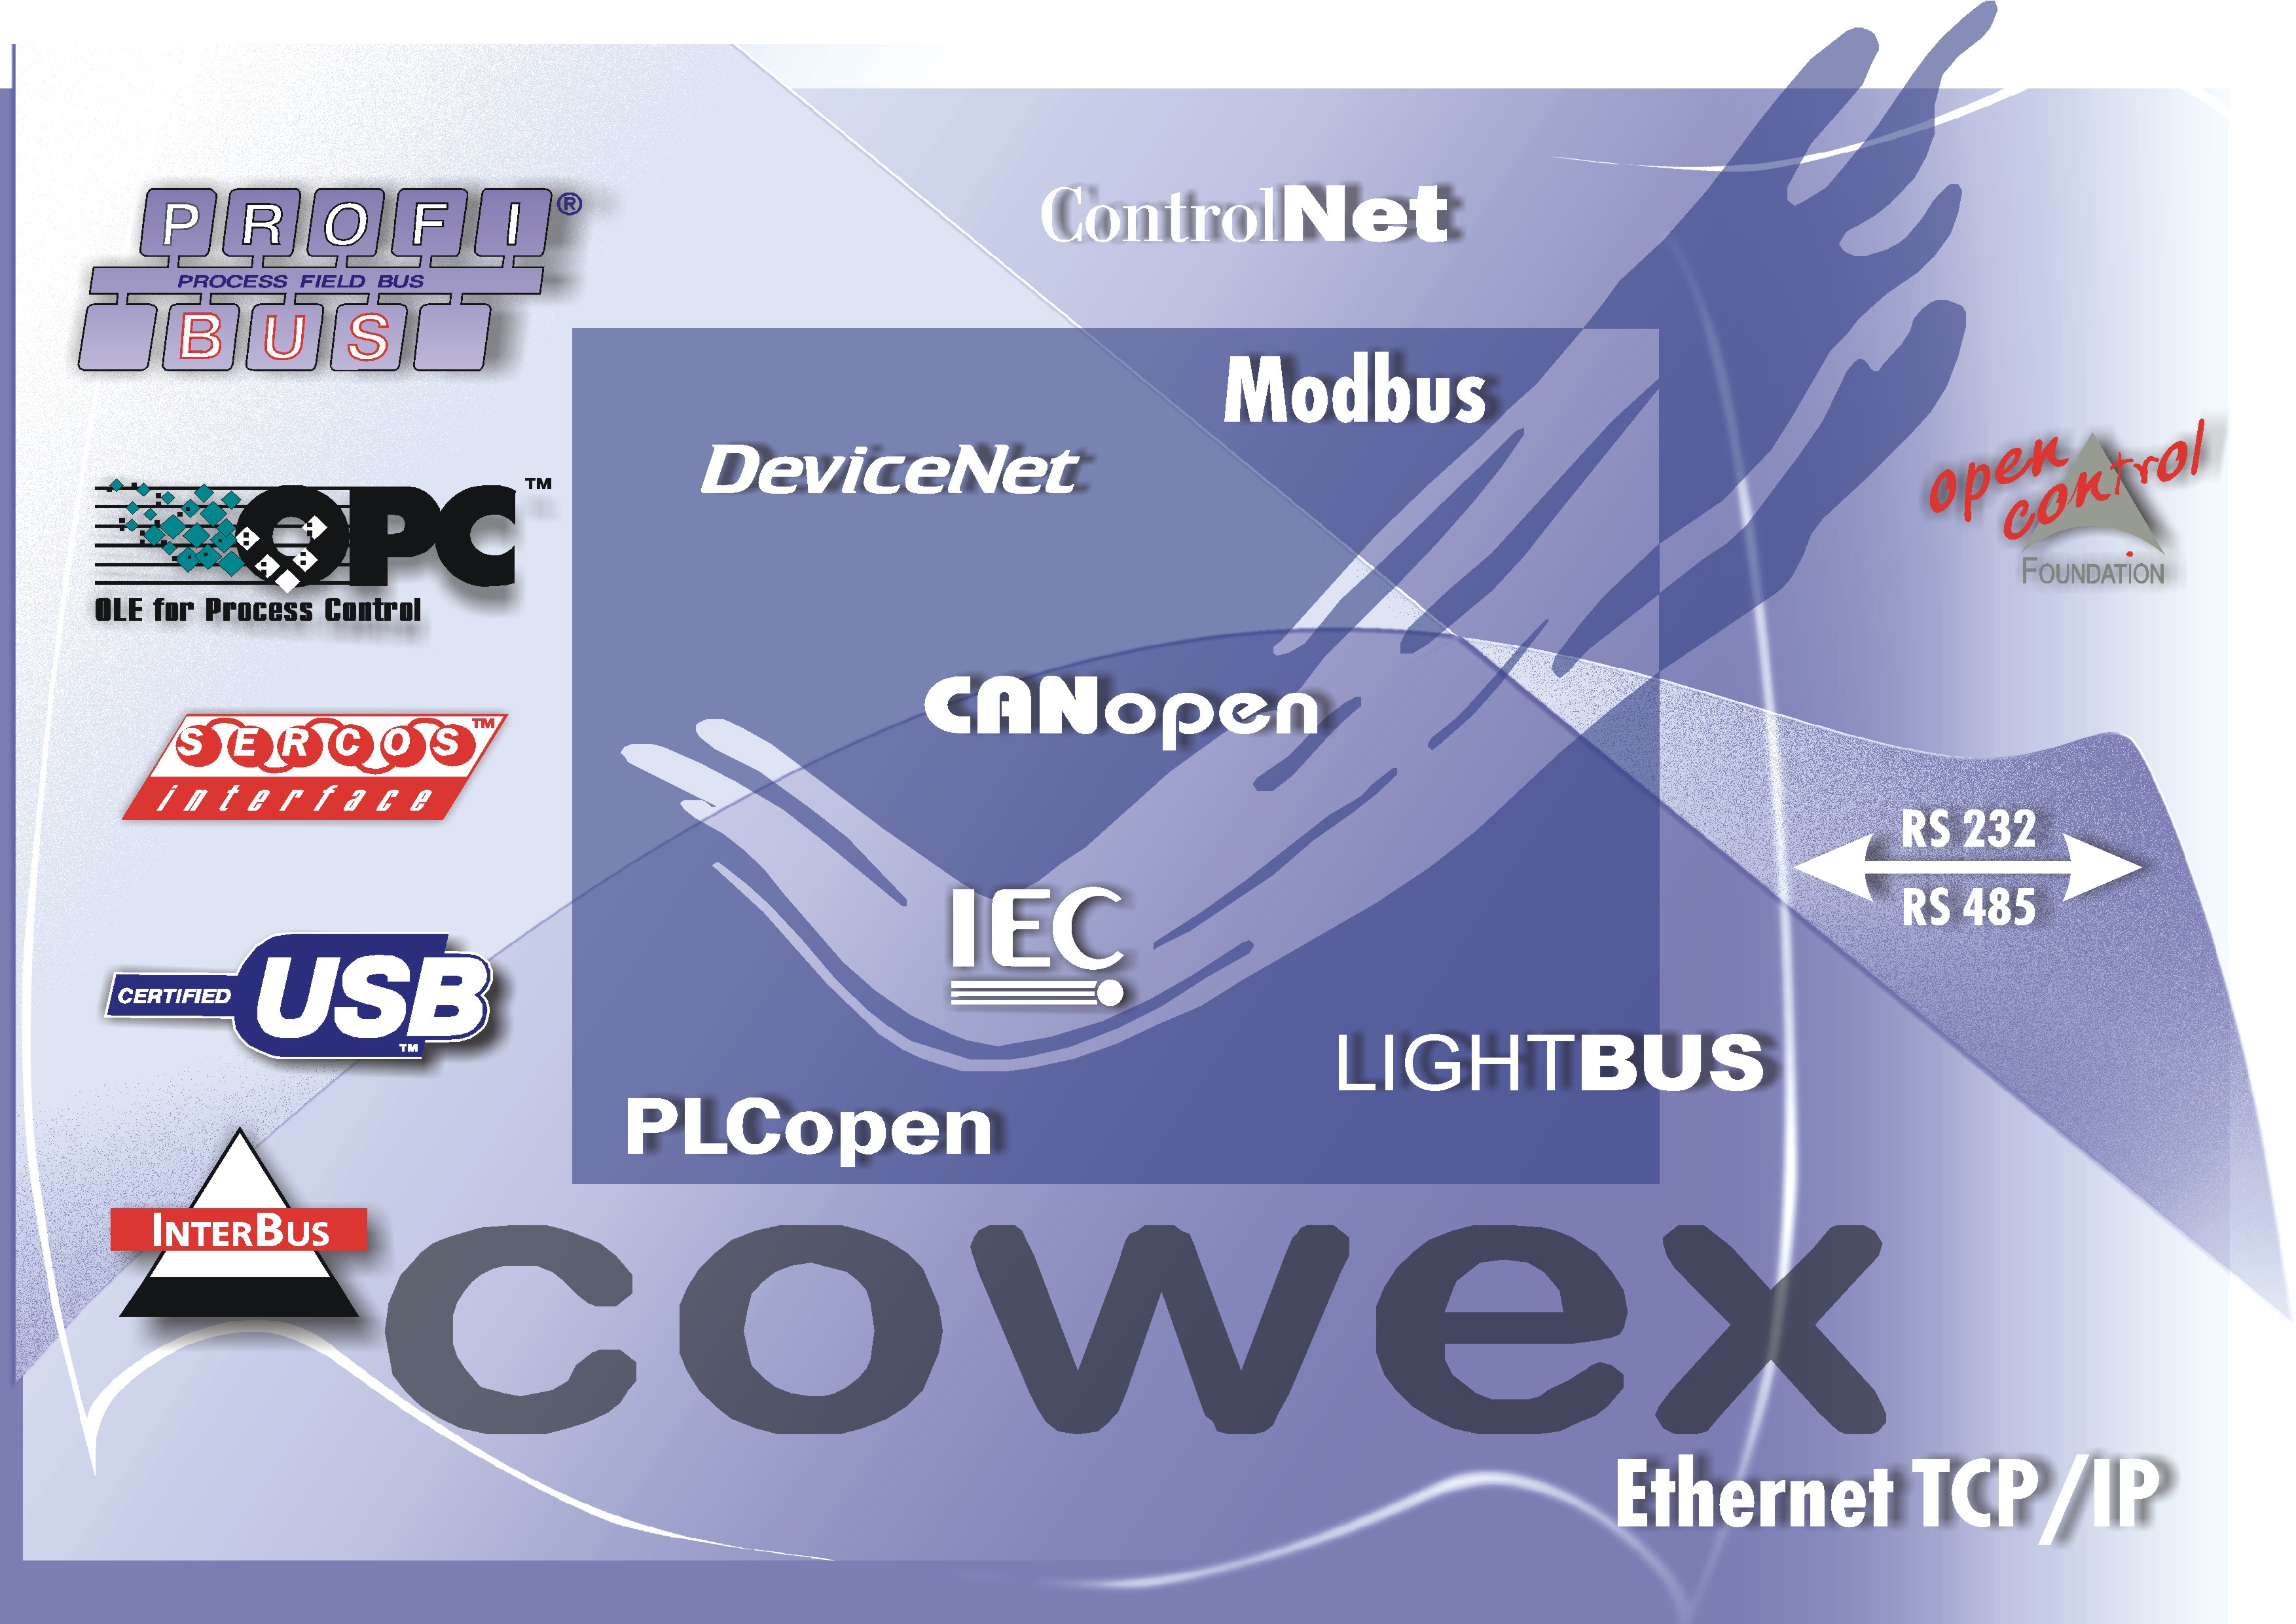 PROFI®
PROCESS FIELD BUS
BUS
ControlNet
Modbus
DeviceNet
OPC™
OLE for Process Control
open
control
FOUNDATiON
CANopen
SERCOS™
interface
RS 232
RS 485
IEC
CERTIFIED USB™
LIGHTBUS
PLCopen
INTERBUS
cowex
Ethernet TCP/IP